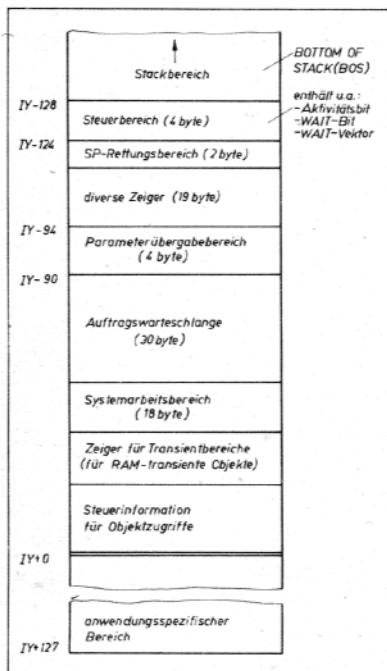 BOTTOM OF
STACK (BOS)
Stackbereich
IY-128
enthält u.a.:
-Aktivitätsbit
-WAIT-Bit
-WAIT-Vektor
Steuerbereich (4 byte)
IY-124
SP-Rettungsbereich (2 byte)
diverse Zeiger (19 byte)
IY-94
Parameterübergabebereich
(4 byte)
IY-90
Auftragswarteschlange
(30 byte)
Systemarbeitsbereich
(18 byte)
Zeiger für Transientbereiche
(für RAM-transiente Objekte)
Steuerinformation
für Objektzugriffe
IY+0
anwendungsspezifischer
Bereich
IY+127